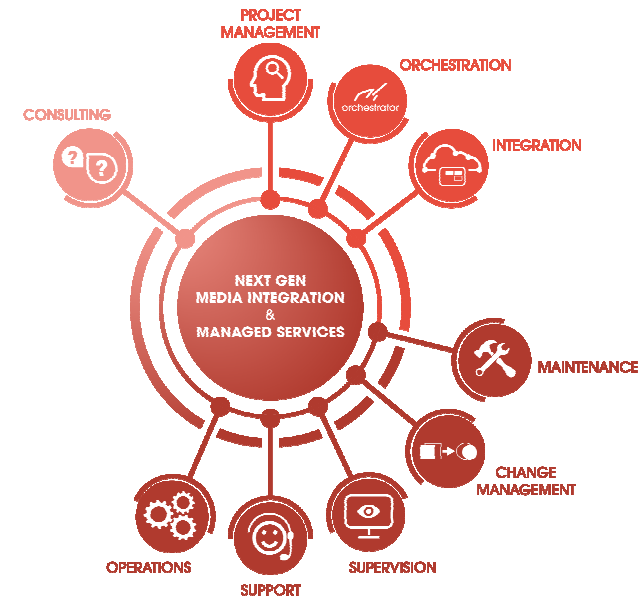 PROJECT
MANAGEMENT
ORCHESTRATION
orchestrator
CONSULTING
? ?
INTEGRATION
NEXT GEN
MEDIA INTEGRATION
&
MANAGED SERVICES
MAINTENANCE
CHANGE
MANAGEMENT
OPERATIONS
SUPERVISION
SUPPORT